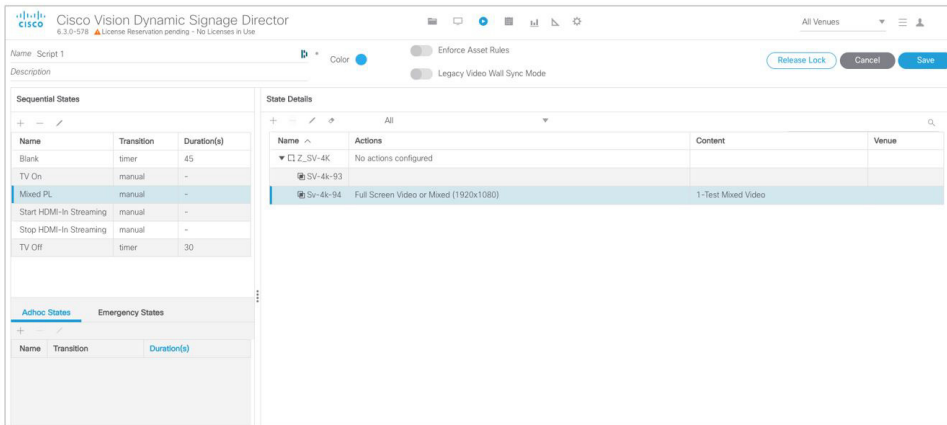 CISCO Cisco Vision Dynamic Signage Director
6.3.0-578 License Reservation pending - No Licenses in Use
All Venues
Name Script 1
Color
Enforce Asset Rules
Description
Legacy Video Wall Sync Mode
Release Lock Cancel Save
Sequential States
Name Transition Duration(s)
Blank timer 45
TV On manual -
Mixed PL manual -
Start HDMI-In Streaming manual -
Stop HDMI-In Streaming manual -
TV Off timer 30
Adhoc States Emergency States
Name Transition Duration(s)
State Details
All
Name Actions Content Venue
Z_SV-4K No actions configured
SV-4k-93
Sv-4k-94 Full Screen Video or Mixed (1920x1080) 1-Test Mixed Video